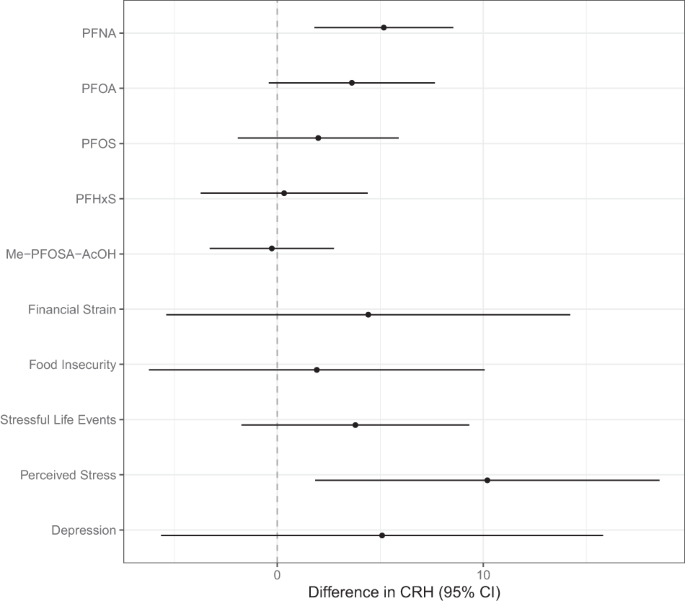 PFNA
PFOA
PFOS
PFHxS
Me−PFOSA−AcOH
Financial Strain
Food Insecurity
Stressful Life Events
Perceived Stress
Depression
0 10
Difference in CRH (95% CI)